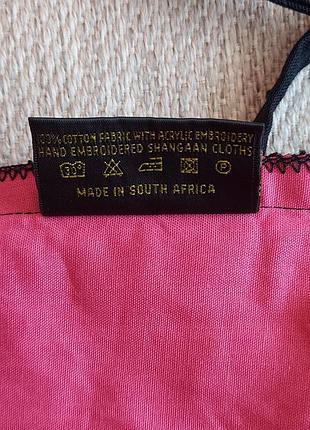 100% COTTON FABRIC WITH ACRYLIC EMBROIDERY
HAND EMBROIDERED SHANGAAN CLOTHS
P
MADE IN SOUTH AFRICA